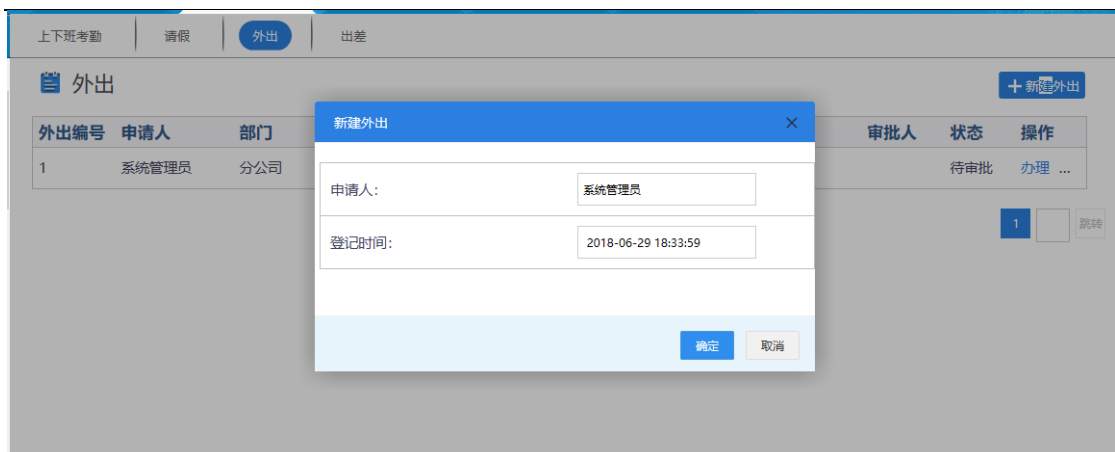 上下班考勤 请假 外出 出差
外出 新建外出
新建外出
外出编号 申请人 部门 审批人 状态 操作
1 系统管理员 分公司 待审批 办理 ...
申请人：
系统管理员
登记时间：
2018-06-29 18:33:59
1 跳转
确定 取消